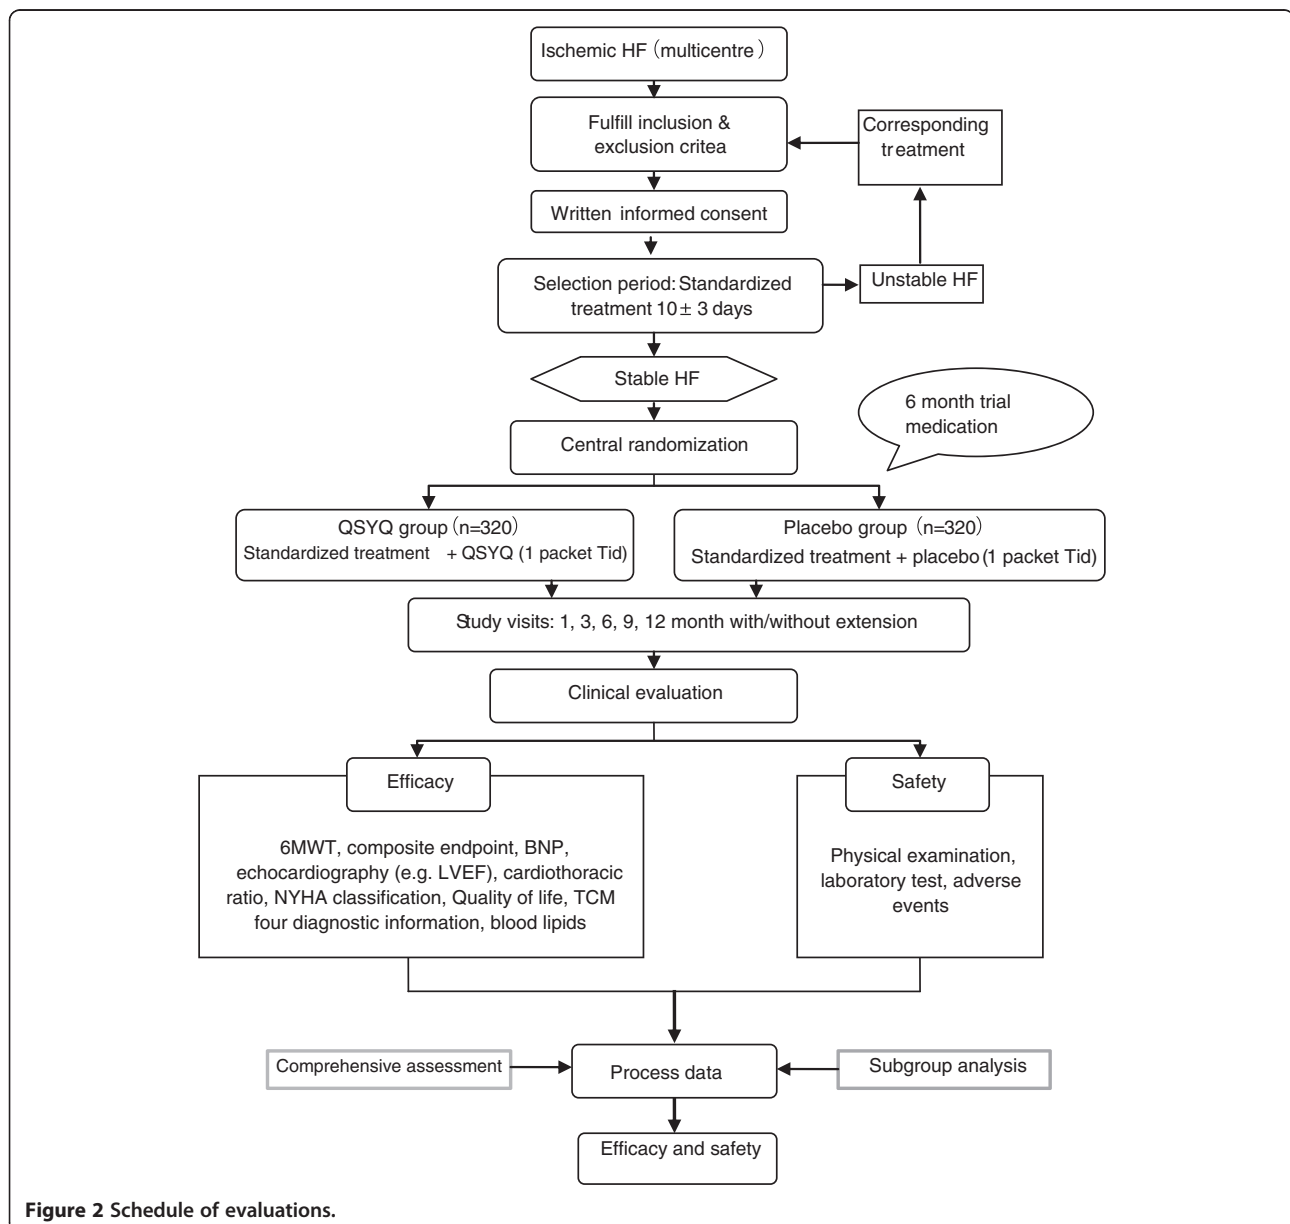 Ischemic HF (multicentre)
Fulfill inclusion &
exclusion critea
Corresponding
treatment
Written informed consent
Selection period: Standardized
treatment 10± 3 days
Unstable HF
Stable HF
6 month trial
medication
Central randomization
QSYQ group (n=320)
Standardized treatment + QSYQ (1 packet Tid)
Placebo group (n=320)
Standardized treatment + placebo (1 packet Tid)
Study visits: 1, 3, 6, 9, 12 month with/without extension
Clinical evaluation
Efficacy
6MWT, composite endpoint, BNP,
echocardiography (e.g. LVEF), cardiothoracic
ratio, NYHA classification, Quality of life, TCM
four diagnostic information, blood lipids
Safety
Physical examination,
laboratory test, adverse
events
Comprehensive assessment
Process data
Subgroup analysis
Efficacy and safety
Figure 2 Schedule of evaluations.